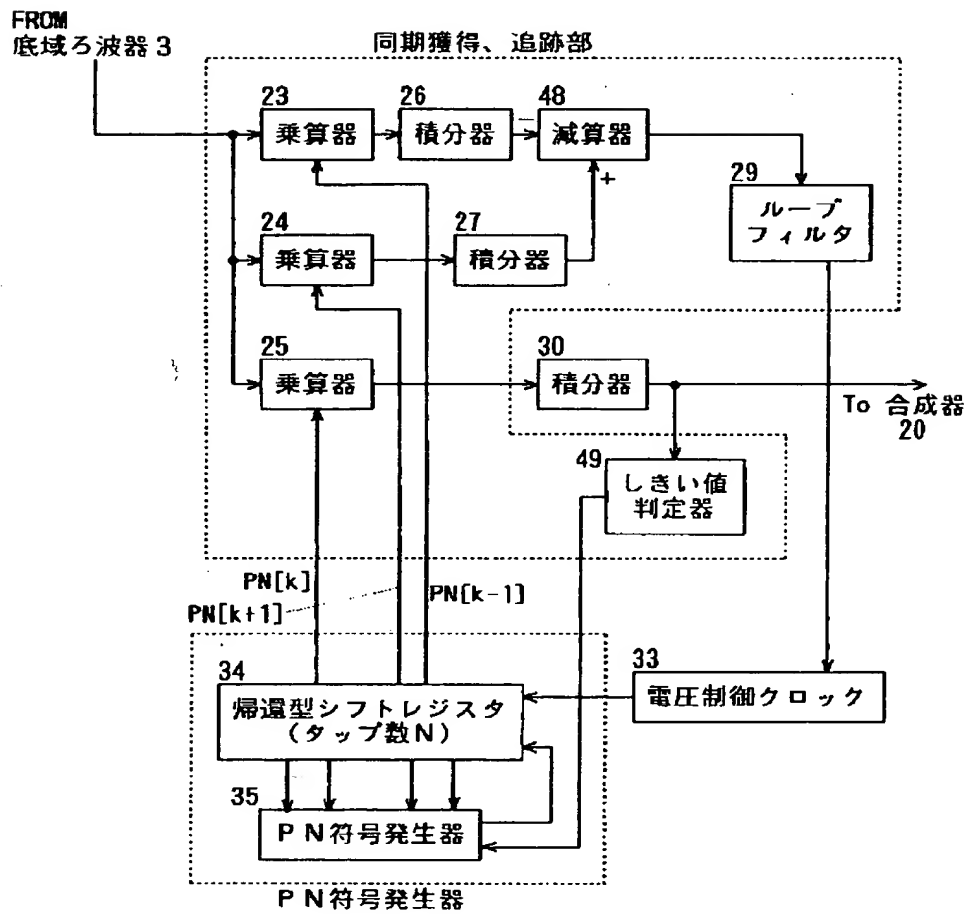 FROM
底域ろ波器3
同期獲得、追跡部
23
乗算器
26
積分器
−
48
減算器
+
29
ループ
フィルタ
24
乗算器
27
積分器
25
乗算器
30
積分器
To 合成器
20
49
しきい値
判定器
PN[k]
PN[k+1]
PN[k-1]
34
帰還型シフトレジスタ
(タップ数N)
33
電圧制御クロック
35
PN符号発生器
PN符号発生器